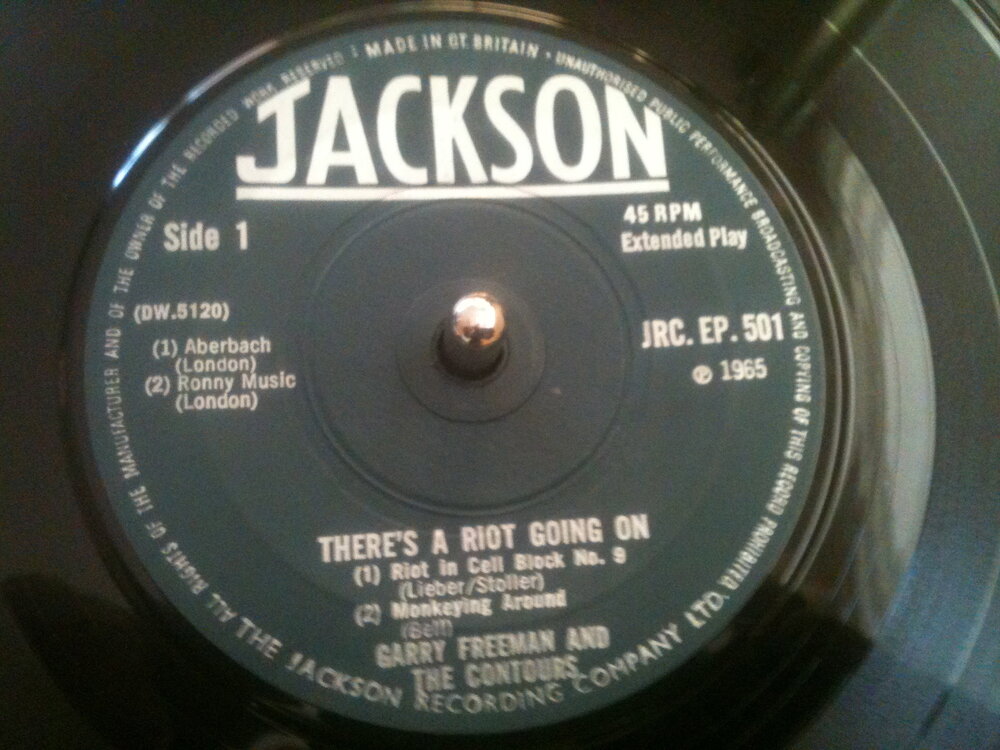 ALL RIGHTS OF THE MANUFACTURER AND OF THE OWNER OF THE RECORDED WORK RESERVED : MADE IN GT. BRITAIN • UNAUTHORISED PUBLIC PERFORMANCE BROADCASTING AND COPYING OF THIS RECORD PROHIBITED
JACKSON
Side 1
45 RPM
Extended Play
(DW.5120)
JRC. EP. 501
(1) Aberbach
(London)
℗ 1965
(2) Ronny Music
(London)
THERE'S A RIOT GOING ON
(1) Riot in Cell Block No. 9
(Lieber/Stoller)
(2) Monkeying Around
(Bell)
GARRY FREEMAN AND
THE CONTOURS
THE JACKSON RECORDING COMPANY LTD.